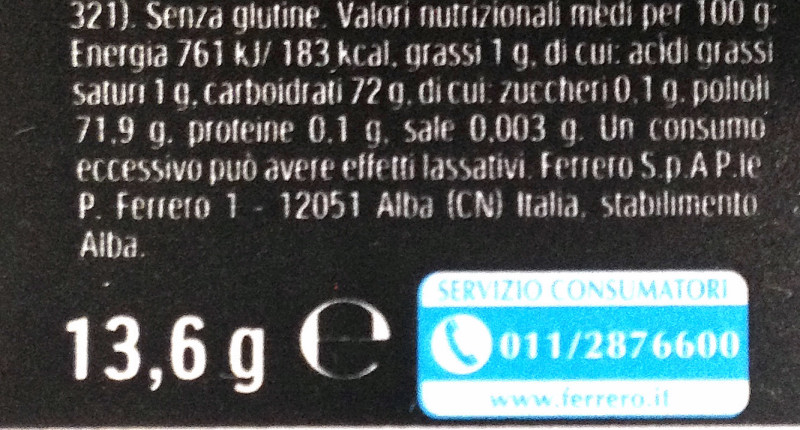 321). Senza glutine. Valori nutrizionali medi per 100 g:
Energia 761 kJ/ 183 kcal, grassi 1 g, di cui: acidi grassi
saturi 1 g, carboidrati 72 g, di cui: zuccheri 0,1 g, polioli
71,9 g, proteine 0,1 g, sale 0,003 g. Un consumo
eccessivo può avere effetti lassativi. Ferrero S.p.A P.le
P. Ferrero 1 - 12051 Alba (CN) Italia, stabilimento
Alba.
13,6 g e
SERVIZIO CONSUMATORI
011/2876600
www.ferrero.it